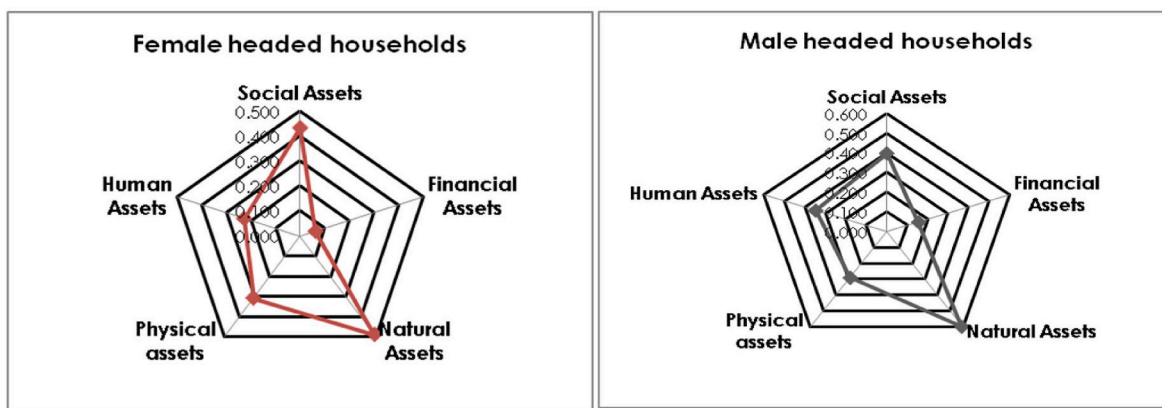 Female headed households
Social Assets
0.500
0.400
0.300
0.200
0.100
0.000
Human
Assets
Financial
Assets
Physical
assets
Natural
Assets
Male headed households
Social Assets
0.600
0.500
0.400
0.300
0.200
0.100
0.000
Human Assets
Financial
Assets
Physical
assets
Natural Assets